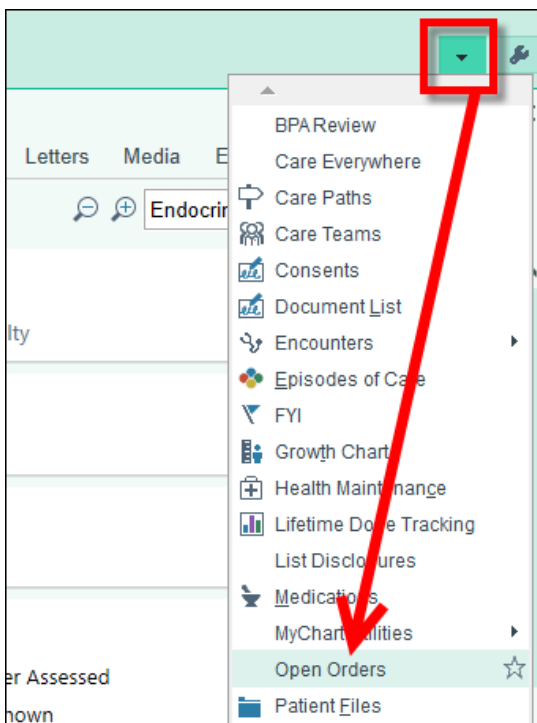 BPA Review
Letters Media E
Care Everywhere
Care Paths
Endocrin
Care Teams
Consents
Document List
lty
Encounters
Episodes of Care
FYI
Growth Chart
Health Maintenance
Lifetime Dose Tracking
List Disclosures
Medications
MyChart Utilities
Open Orders
er Assessed
Patient Files
nown